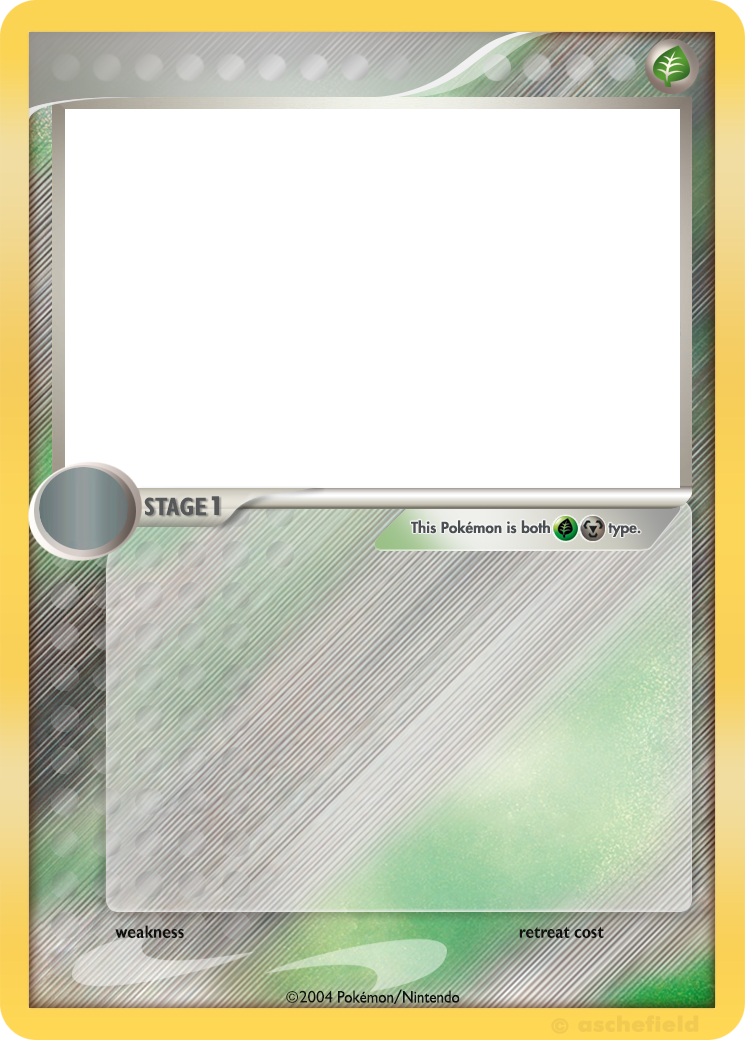 STAGE 1
This Pokémon is both type.
weakness retreat cost
©2004 Pokémon/Nintendo
© aschefield